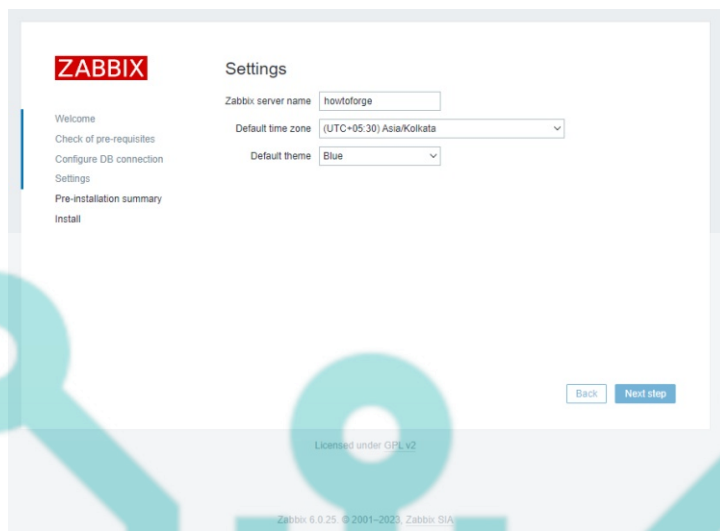 ZABBIX
Welcome
Check of pre-requisites
Configure DB connection
Settings
Pre-installation summary
Install
Settings
Zabbix server name howtoforge
Default time zone (UTC+05:30) Asia/Kolkata
Default theme Blue
Back Next step
Licensed under GPL v2
Zabbix 6.0.25. © 2001–2023, Zabbix SIA